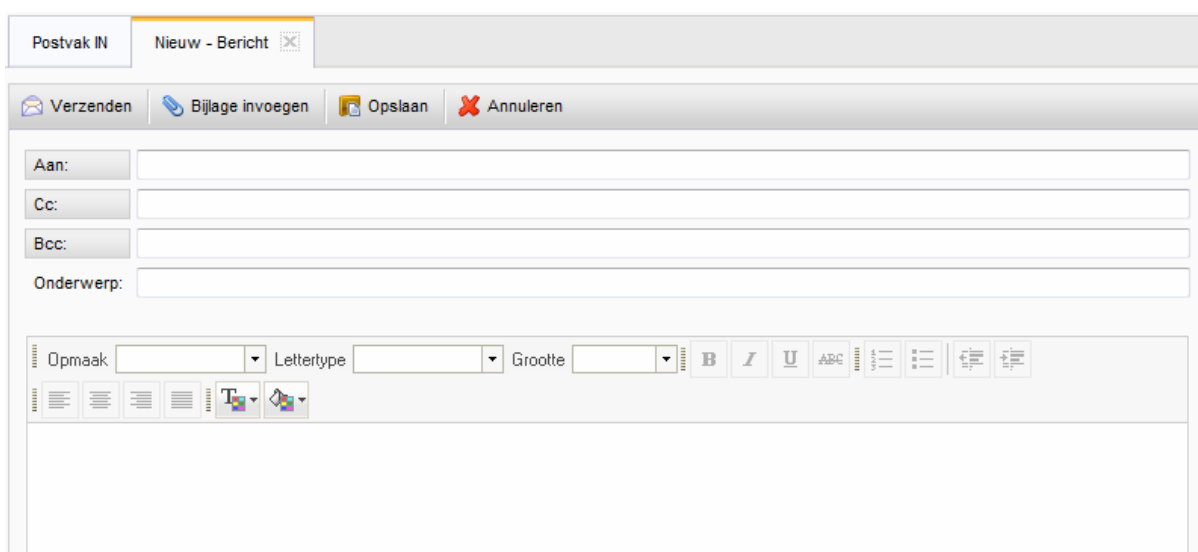 Postvak IN Nieuw - Bericht
Verzenden Bijlage invoegen Opslaan Annuleren
Aan:
Cc:
Bcc:
Onderwerp:
Opmaak Lettertype Grootte B I U ABC
T